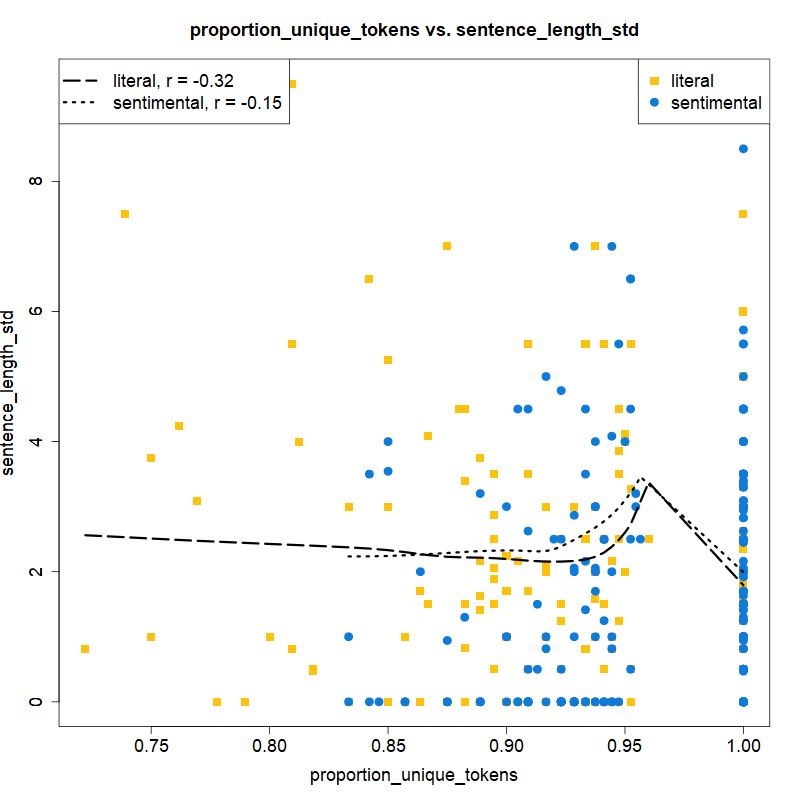 proportion_unique_tokens vs. sentence_length_std
literal, r = -0.32
sentimental, r = -0.15
literal
sentimental
sentence_length_std
8
6
4
2
0
0.75 0.80 0.85 0.90 0.95 1.00
proportion_unique_tokens